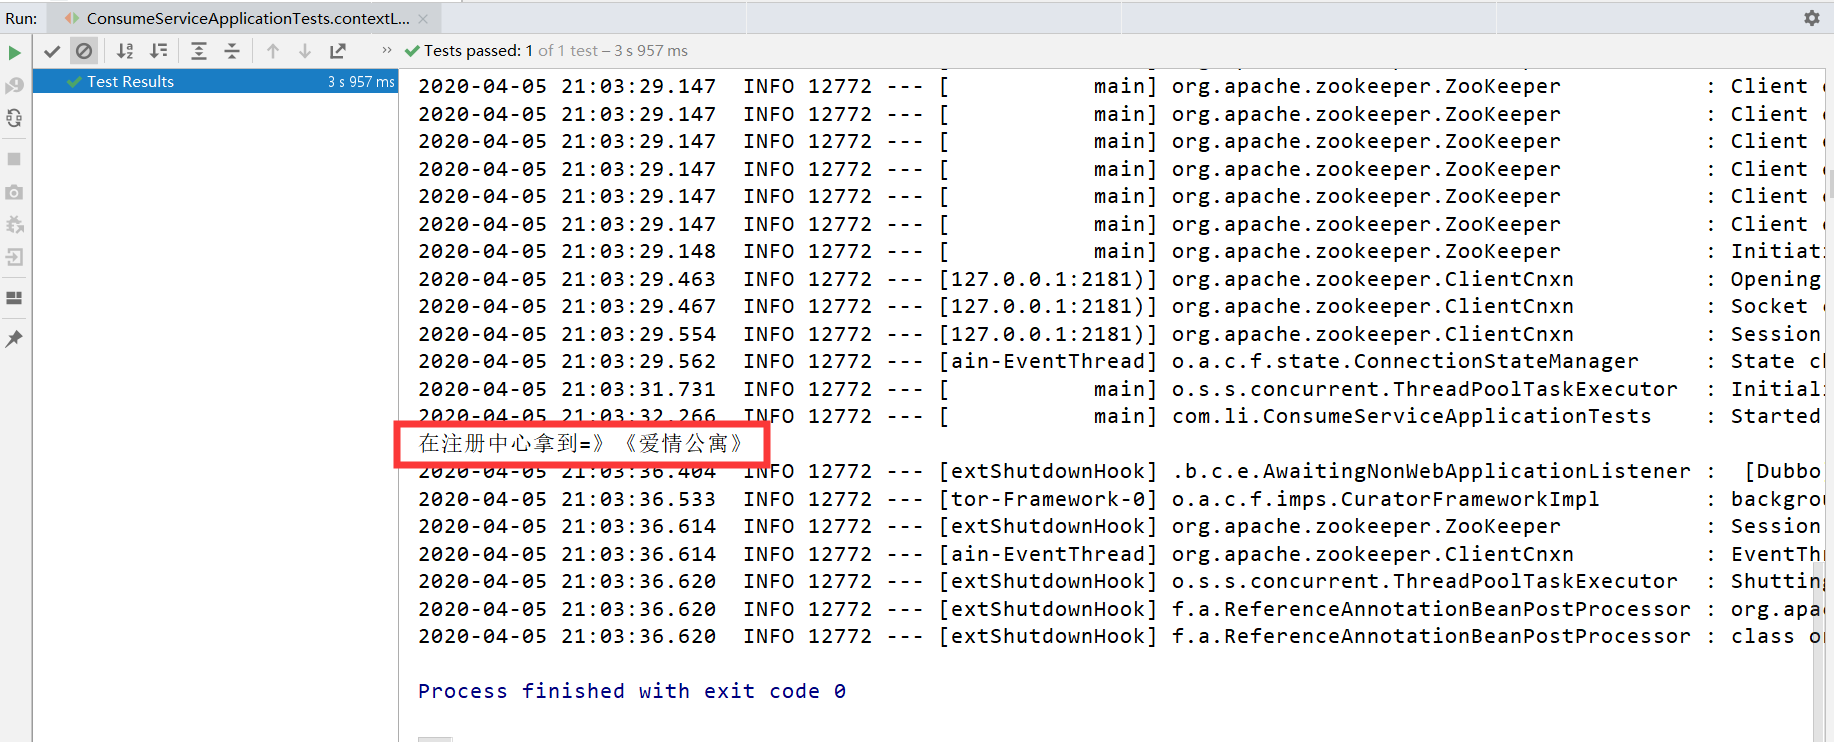 Run: ConsumeServiceApplicationTests.contextL...
Tests passed: 1 of 1 test – 3 s 957 ms
Test Results 3 s 957 ms
2020-04-05 21:03:29.147 INFO 12772 --- [ main] org.apache.zookeeper.ZooKeeper : Client
2020-04-05 21:03:29.147 INFO 12772 --- [ main] org.apache.zookeeper.ZooKeeper : Client
2020-04-05 21:03:29.147 INFO 12772 --- [ main] org.apache.zookeeper.ZooKeeper : Client
2020-04-05 21:03:29.147 INFO 12772 --- [ main] org.apache.zookeeper.ZooKeeper : Client
2020-04-05 21:03:29.147 INFO 12772 --- [ main] org.apache.zookeeper.ZooKeeper : Client
2020-04-05 21:03:29.147 INFO 12772 --- [ main] org.apache.zookeeper.ZooKeeper : Client
2020-04-05 21:03:29.148 INFO 12772 --- [ main] org.apache.zookeeper.ZooKeeper : Initiati
2020-04-05 21:03:29.463 INFO 12772 --- [127.0.0.1:2181)] org.apache.zookeeper.ClientCnxn : Opening
2020-04-05 21:03:29.467 INFO 12772 --- [127.0.0.1:2181)] org.apache.zookeeper.ClientCnxn : Socket
2020-04-05 21:03:29.554 INFO 12772 --- [127.0.0.1:2181)] org.apache.zookeeper.ClientCnxn : Session
2020-04-05 21:03:29.562 INFO 12772 --- [ain-EventThread] o.a.c.f.state.ConnectionStateManager : State ch
2020-04-05 21:03:31.731 INFO 12772 --- [ main] o.s.s.concurrent.ThreadPoolTaskExecutor : Initiali
2020-04-05 21:03:32.266 INFO 12772 --- [ main] com.li.ConsumeServiceApplicationTests : Started
在注册中心拿到=》《爱情公寓》
2020-04-05 21:03:36.404 INFO 12772 --- [extShutdownHook] .b.c.e.AwaitingNonWebApplicationListener : [Dubbo
2020-04-05 21:03:36.533 INFO 12772 --- [tor-Framework-0] o.a.c.f.imps.CuratorFrameworkImpl : backgrou
2020-04-05 21:03:36.614 INFO 12772 --- [extShutdownHook] org.apache.zookeeper.ZooKeeper : Session
2020-04-05 21:03:36.614 INFO 12772 --- [ain-EventThread] org.apache.zookeeper.ClientCnxn : EventThr
2020-04-05 21:03:36.620 INFO 12772 --- [extShutdownHook] o.s.s.concurrent.ThreadPoolTaskExecutor : Shutting
2020-04-05 21:03:36.620 INFO 12772 --- [extShutdownHook] f.a.ReferenceAnnotationBeanPostProcessor : org.apac
2020-04-05 21:03:36.620 INFO 12772 --- [extShutdownHook] f.a.ReferenceAnnotationBeanPostProcessor : class or
Process finished with exit code 0